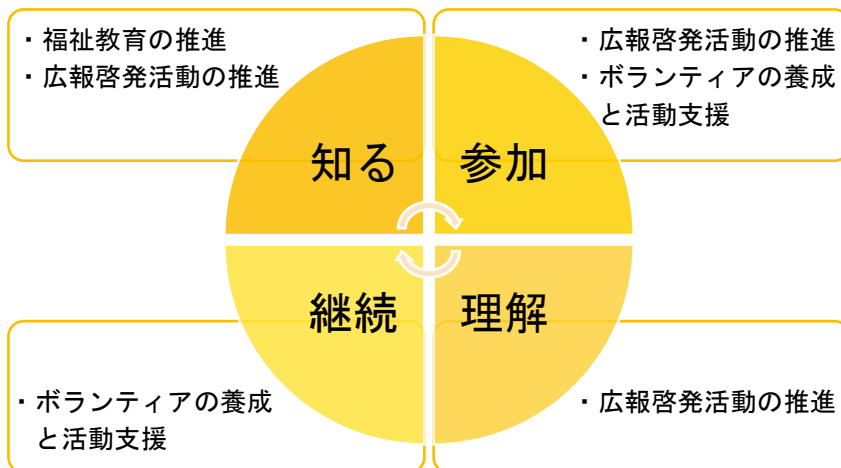 ・福祉教育の推進
・広報啓発活動の推進
・広報啓発活動の推進
・ボランティアの養成
と活動支援
知る
参加
継続
理解
・ボランティアの養成
と活動支援
・広報啓発活動の推進